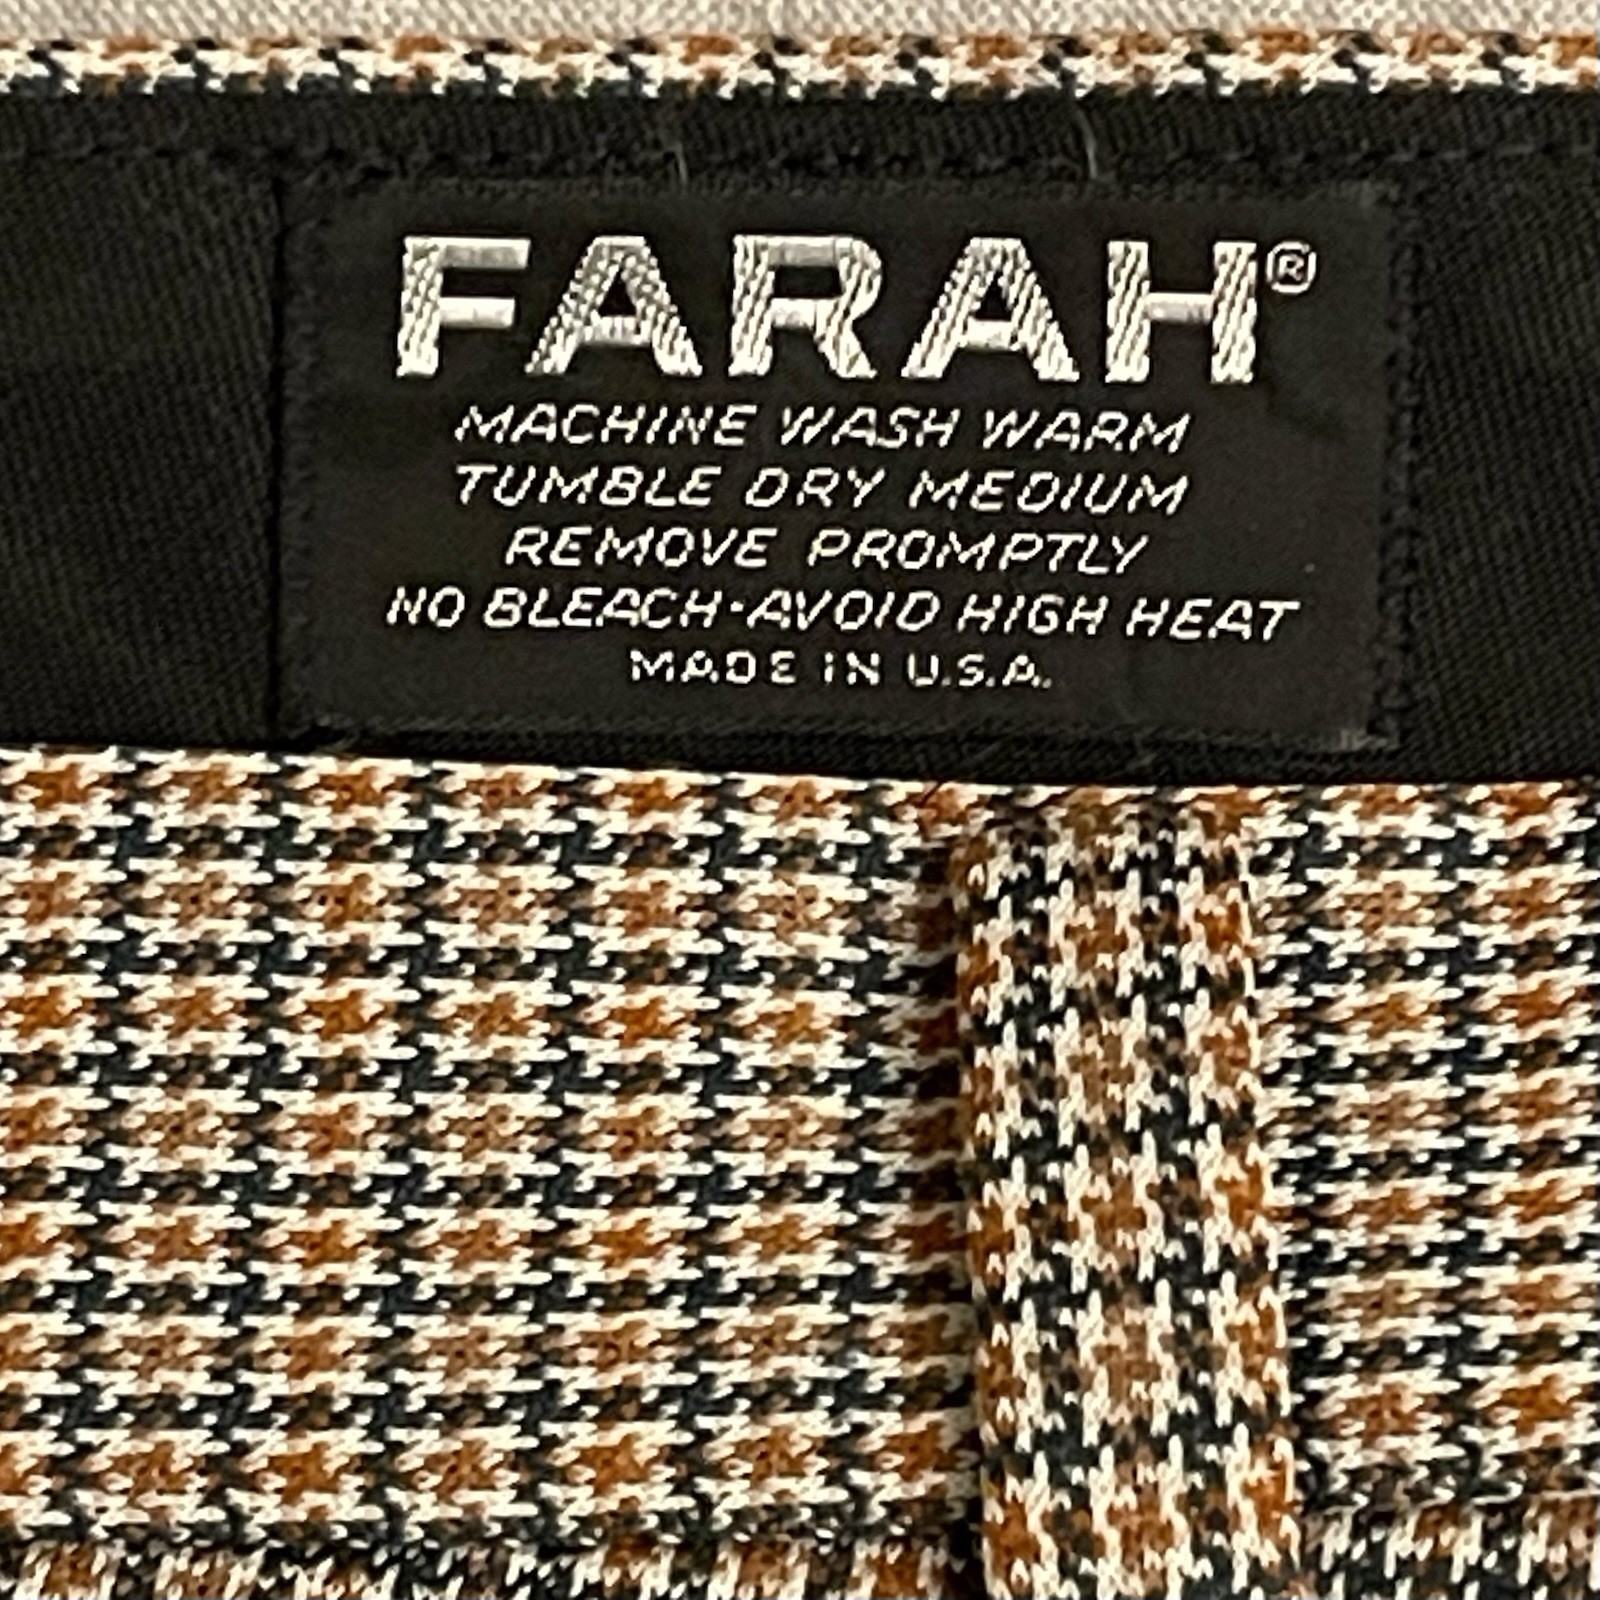 FARAH®
MACHINE WASH WARM
TUMBLE DRY MEDIUM
REMOVE PROMPTLY
NO BLEACH·AVOID HIGH HEAT
MADE IN U.S.A.